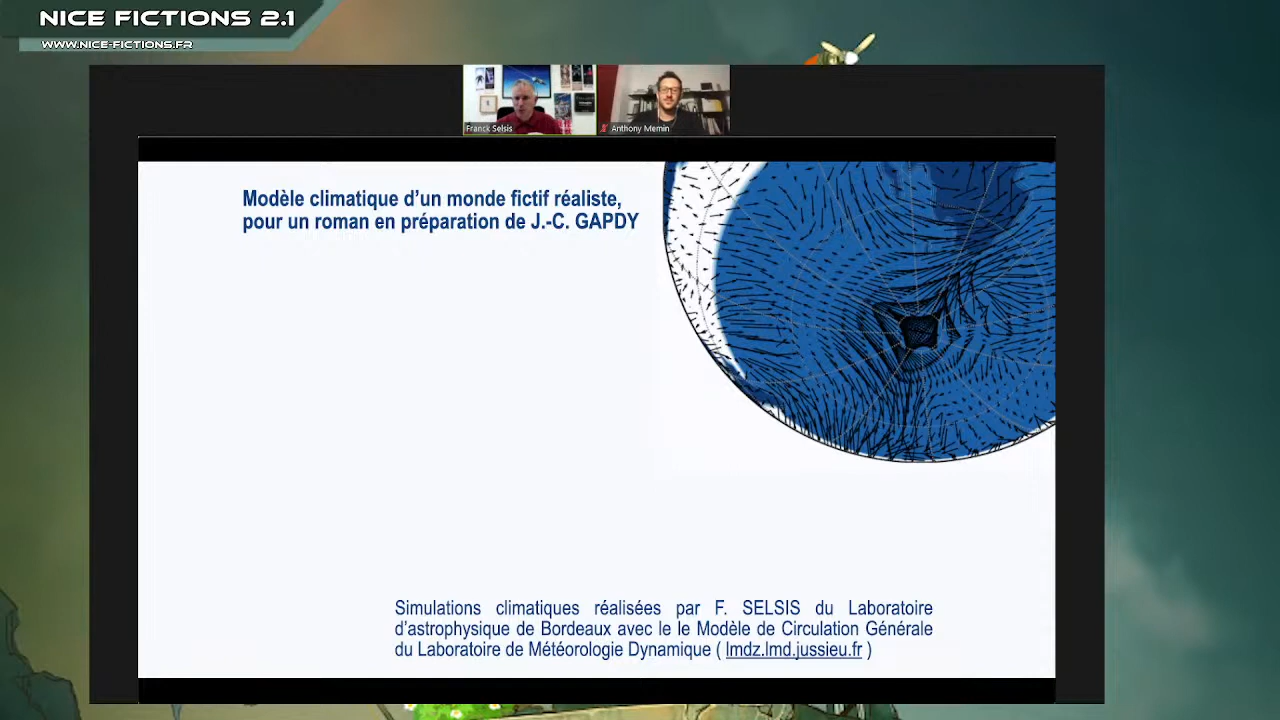 NICE FICTIONS 2.1
WWW.NICE-FICTIONS.FR
Franck Selsis
Anthony Memin
Modèle climatique d'un monde fictif réaliste,
pour un roman en préparation de J.-C. GAPDY
Simulations climatiques réalisées par F. SELSIS du Laboratoire
d'astrophysique de Bordeaux avec le le Modèle de Circulation Générale
du Laboratoire de Météorologie Dynamique ( lmdz.lmd.jussieu.fr )